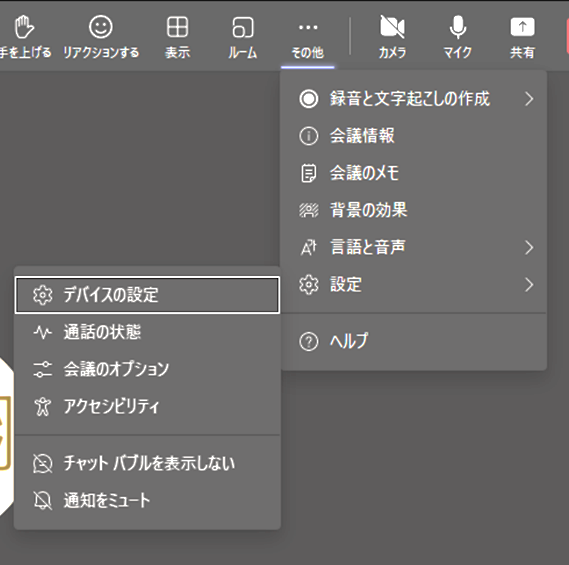 手を上げる
リアクションする
表示
ルーム
その他
カメラ
マイク
共有
録音と文字起こしの作成
会議情報
会議のメモ
背景の効果
言語と音声
設定
ヘルプ
デバイスの設定
通話の状態
会議のオプション
アクセシビリティ
チャット バブルを表示しない
通知をミュート